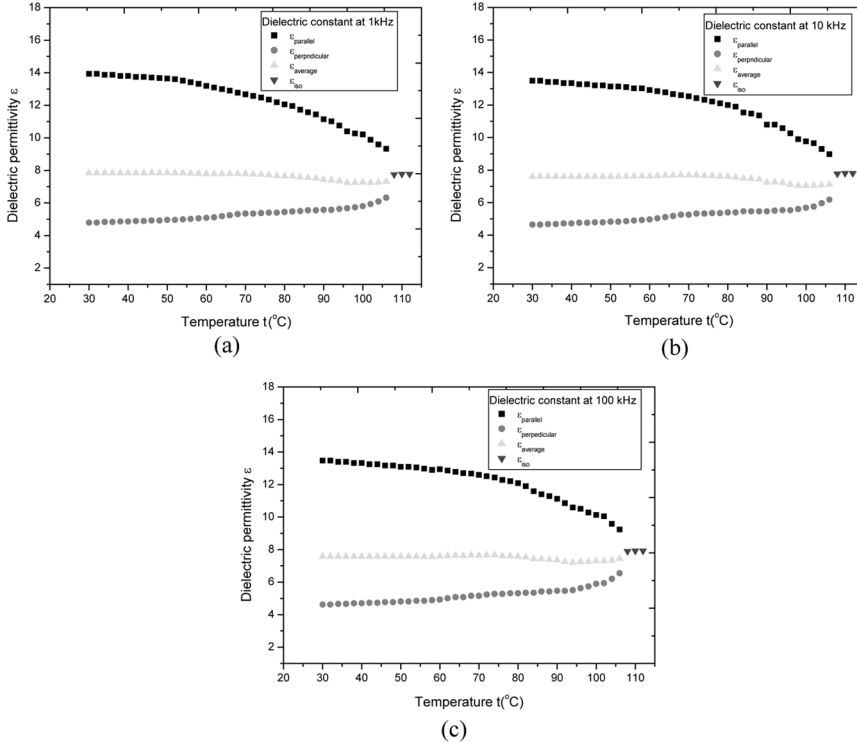 Dielectric constant at 1kHz
εparallel
εperpndicular
εaverage
εiso
18
16
14
12
10
8
6
4
2
Dielectric permittivity ε
20 30 40 50 60 70 80 90 100 110
Temperature t(°C)
(a)
Dielectric constant at 10 kHz
εparallel
εperpndicular
εaverage
εiso
18
16
14
12
10
8
6
4
2
Dielectric permittivity ε
20 30 40 50 60 70 80 90 100 110
Temperature t(°C)
(b)
Dielectric constant at 100 kHz
εparallel
εperpedicular
εaverage
εiso
18
16
14
12
10
8
6
4
2
Dielectric permittivity ε
20 30 40 50 60 70 80 90 100 110
Temperature t(°C)
(c)